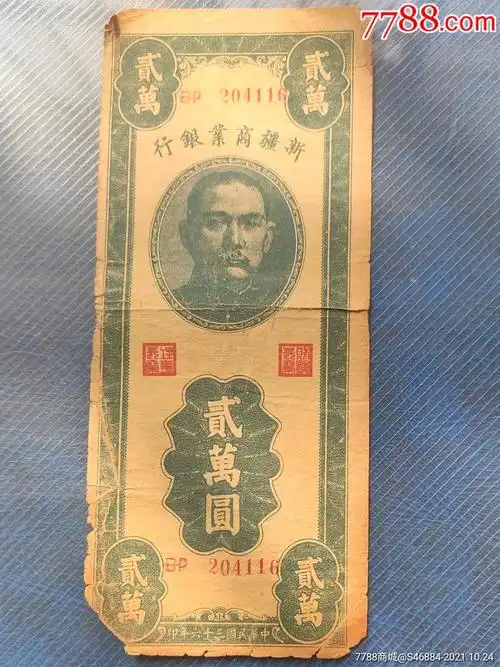 7788.com
貳萬
貳萬
BP 204116
新疆商業銀行
貳萬圓
BP 204116
貳萬
貳萬
中華民國三十六年印
7788商城@S46884-2021.10.24